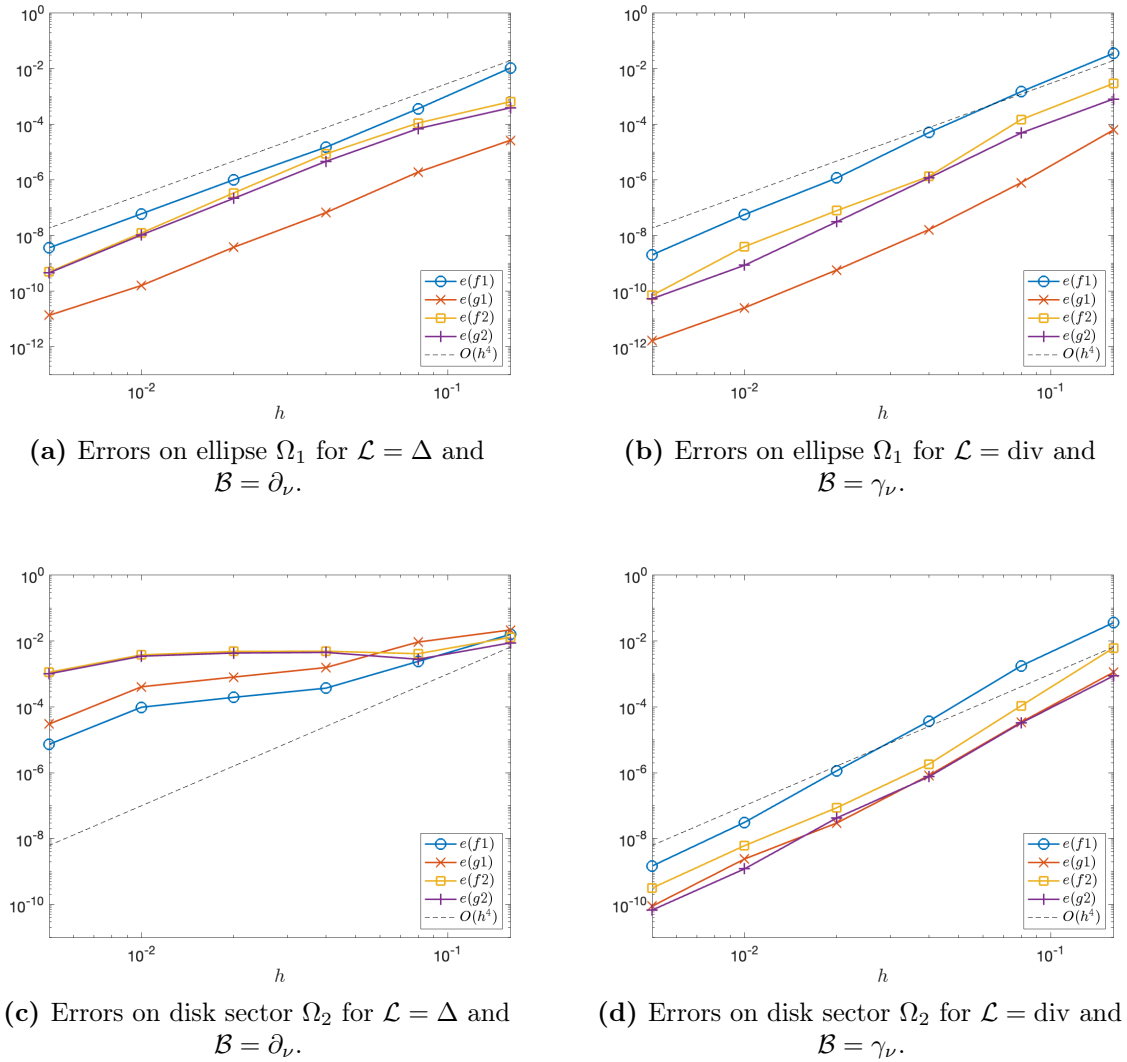 10^0
10^-2
10^-4
10^-6
10^-8
10^-10
10^-12
e(f1)
e(g1)
e(f2)
e(g2)
O(h^4)
10^-2 10^-1
h
(a) Errors on ellipse Ω₁ for ℒ = Δ and
ℬ = ∂_ν.
10^0
10^-2
10^-4
10^-6
10^-8
10^-10
10^-12
e(f1)
e(g1)
e(f2)
e(g2)
O(h^4)
10^-2 10^-1
h
(b) Errors on ellipse Ω₁ for ℒ = div and
ℬ = γ_ν.
10^0
10^-2
10^-4
10^-6
10^-8
10^-10
e(f1)
e(g1)
e(f2)
e(g2)
O(h^4)
10^-2 10^-1
h
(c) Errors on disk sector Ω₂ for ℒ = Δ and
ℬ = ∂_ν.
10^0
10^-2
10^-4
10^-6
10^-8
10^-10
e(f1)
e(g1)
e(f2)
e(g2)
O(h^4)
10^-2 10^-1
h
(d) Errors on disk sector Ω₂ for ℒ = div and
ℬ = γ_ν.